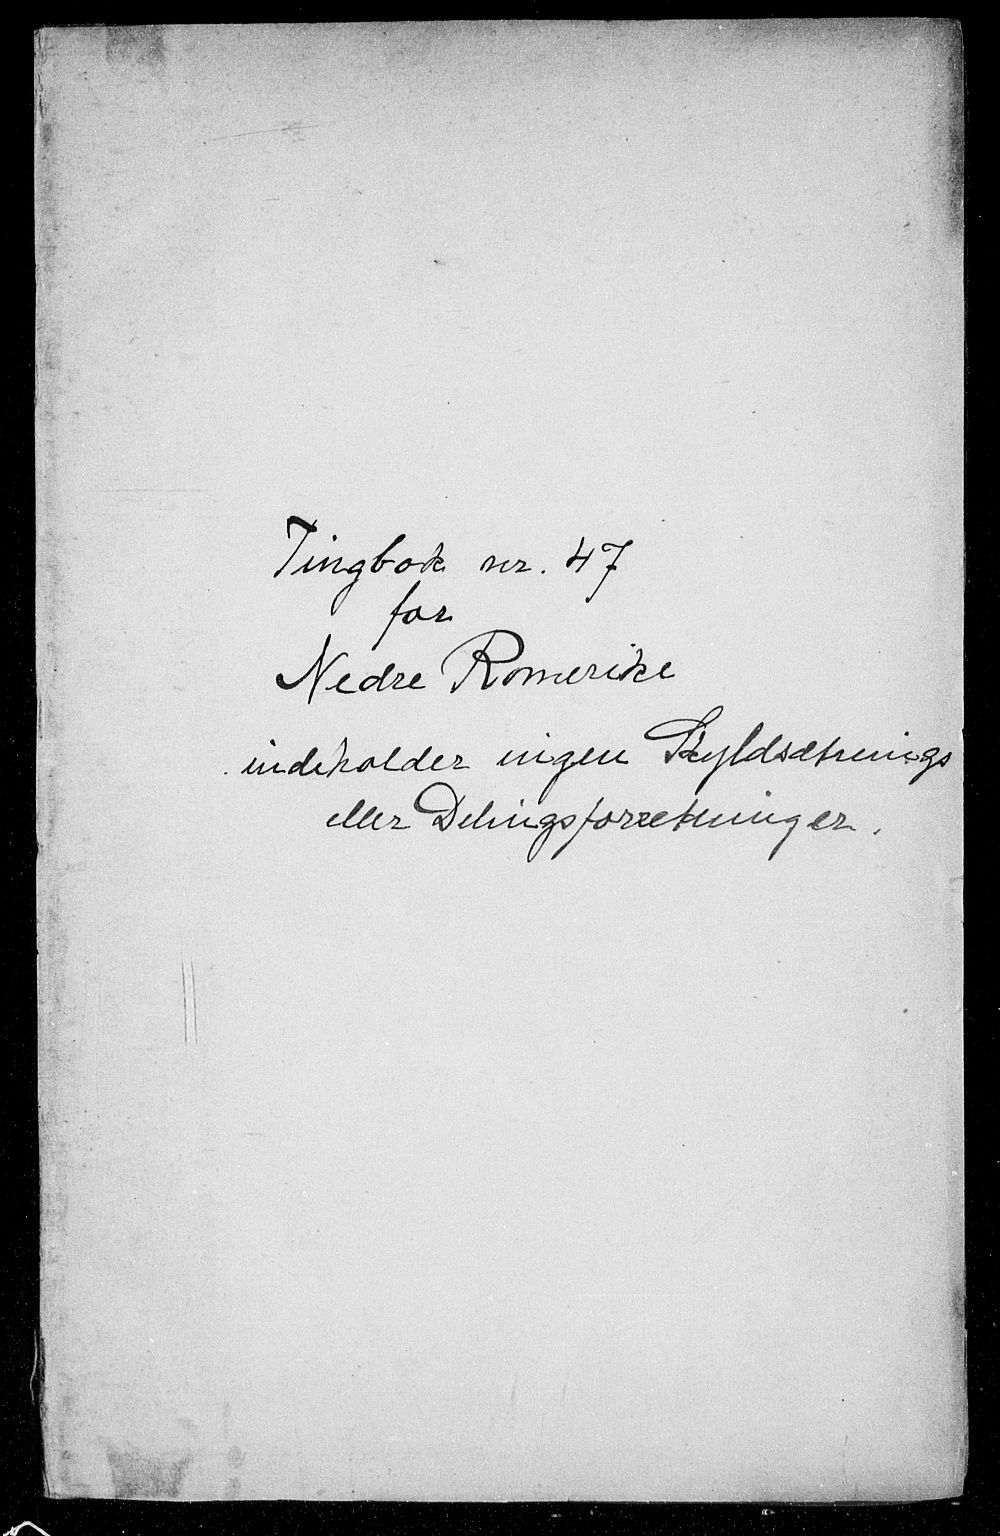 Tingbok nr. 47
for
Nedre Romerike
indeholder ingen Skyldsætnings
eller Delingsforretninger.